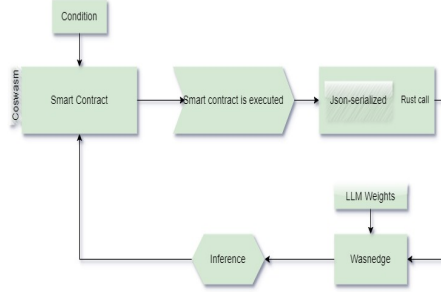 Condition
Coswasm
Smart Contract
Smart contract is executed
Json-serialized
Rust call
LLM Weights
Inference
Wasnedge